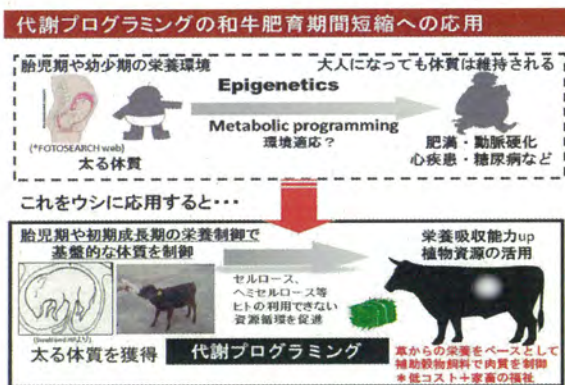 代謝プログラミングの和牛肥育期間短縮への応用
胎児期や幼少期の栄養環境
大人になっても体質は維持される
Epigenetics
Metabolic programming
環境適応？
(*FOTOSEARCH web)
太る体質
肥満・動脈硬化
心疾患・糖尿病など
これをウシに応用すると・・・
胎児期や初期成長期の栄養制御で
基盤的な体質を制御
栄養吸収能力up
植物資源の活用
セルロース、
ヘミセルロース等
ヒトの利用できない
資源循環を促進
太る体質を獲得
代謝プログラミング
草からの栄養をベースとして
補助穀物飼料で肉質を制御
＊低コスト＋家畜の福祉